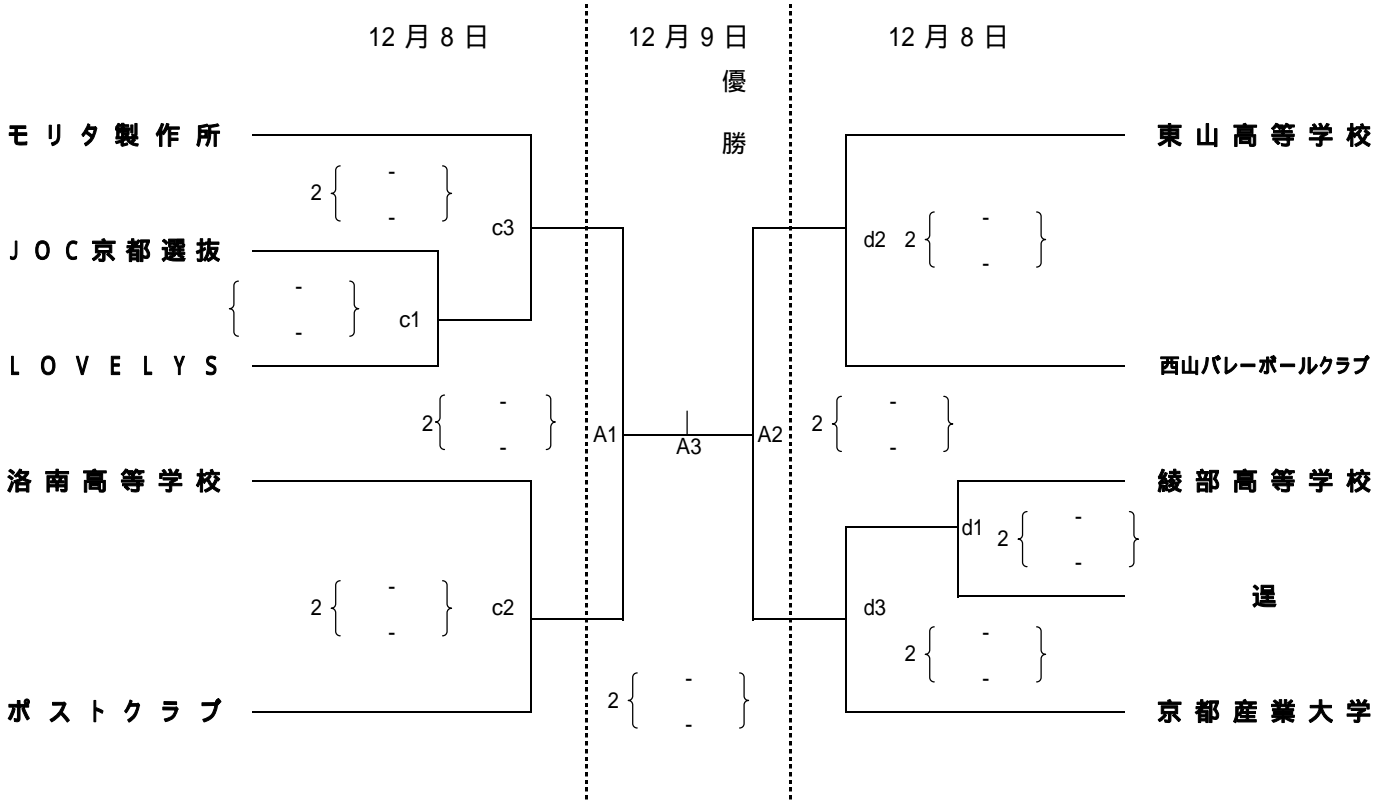 12 月 8 日 12 月 9 日 12 月 8 日
優
勝
モリタ製作所 東山高等学校
2 { - - }
c3 d2 2 { - - }
JOC京都選抜
{ - - } c1
LOVELYS 西山バレーボールクラブ
2 { - - } A1 A3 A2 2 { - - }
洛南高等学校 綾部高等学校
d1 2 { - - }
逞
2 { - - } c2 d3
2 { - - }
2 { - - }
ポストクラブ 京都産業大学